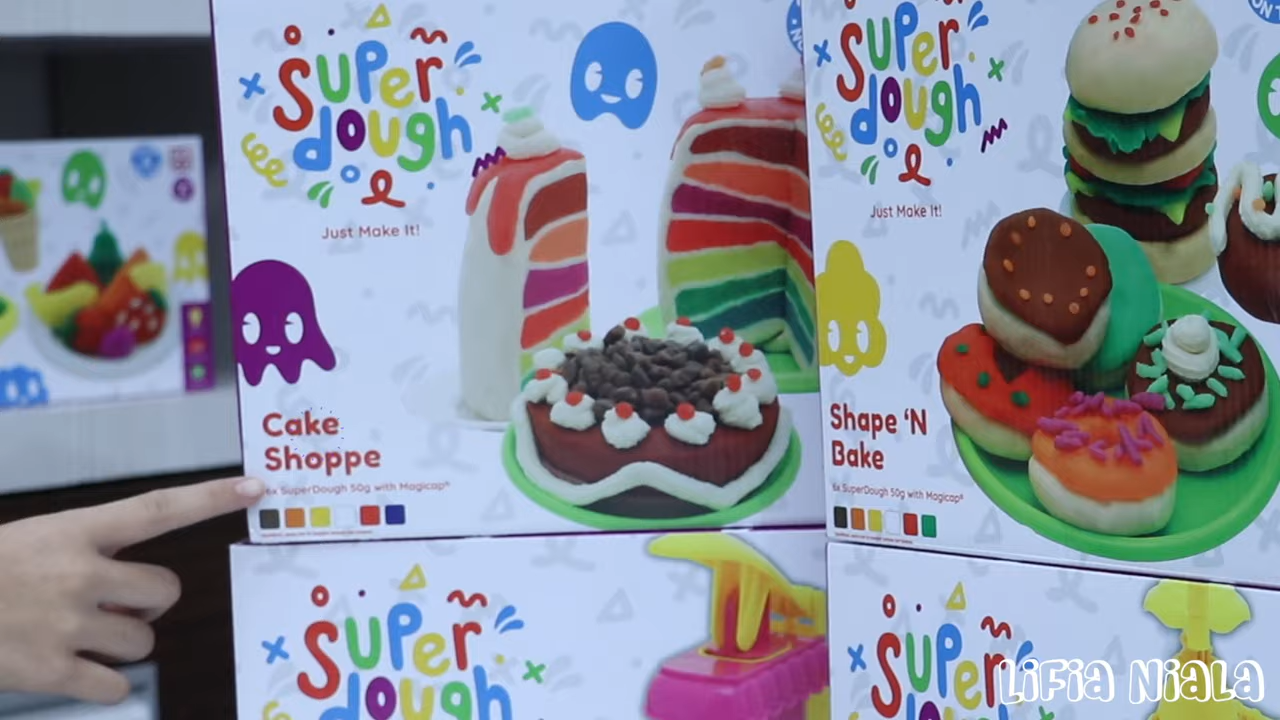 Super
dough
Just Make It!
Cake
Shoppe
6x SuperDough 50g with Magicap®
Super
dough
Just Make It!
Shape 'N
Bake
6x SuperDough 50g with Magicap®
Super
dough
Super
LiFia NiaLa